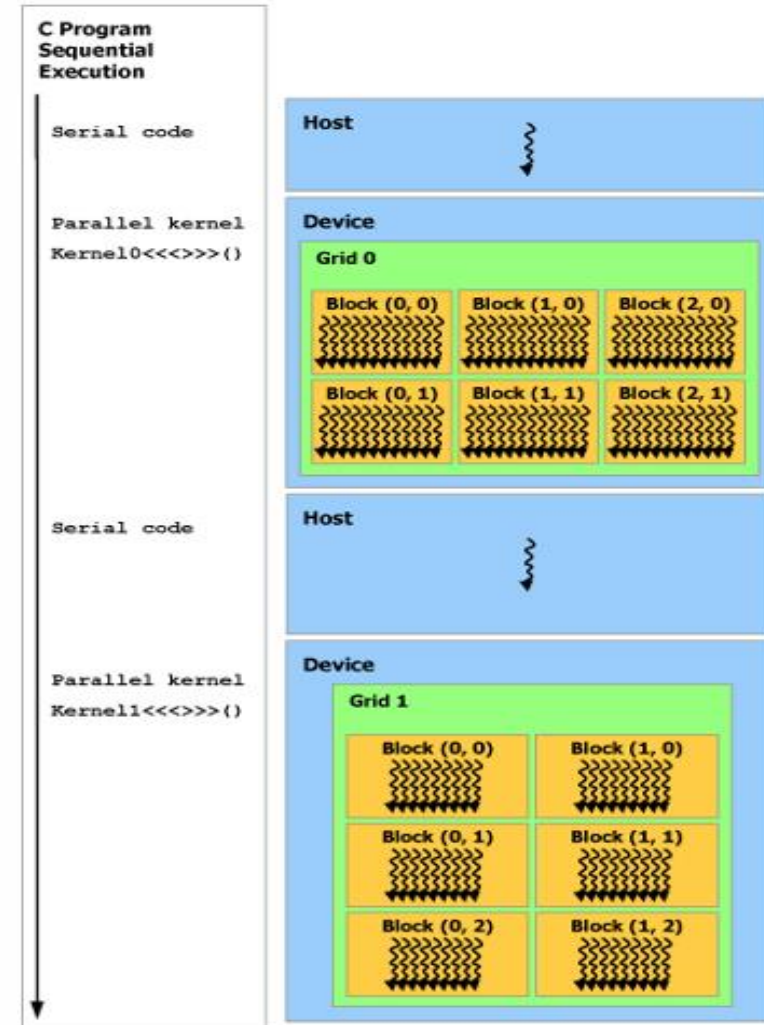 C Program
Sequential
Execution
Serial code
Host
Parallel kernel
Kernel0<<<>>>()
Device
Grid 0
Block (0, 0) Block (1, 0) Block (2, 0)
Block (0, 1) Block (1, 1) Block (2, 1)
Serial code
Host
Parallel kernel
Kernel1<<<>>>()
Device
Grid 1
Block (0, 0) Block (1, 0)
Block (0, 1) Block (1, 1)
Block (0, 2) Block (1, 2)